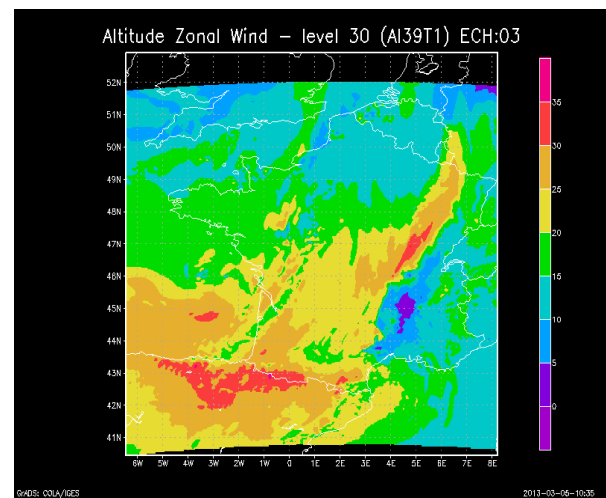 Altitude Zonal Wind – level 30 (AI39T1) ECH:03
52N
51N
50N
49N
48N
47N
46N
45N
44N
43N
42N
41N
6W 5W 4W 3W 2W 1W 0 1E 2E 3E 4E 5E 6E 7E 8E
35
30
25
20
15
10
5
0
GrADS: COLA/IGES
2013-03-06-10:35